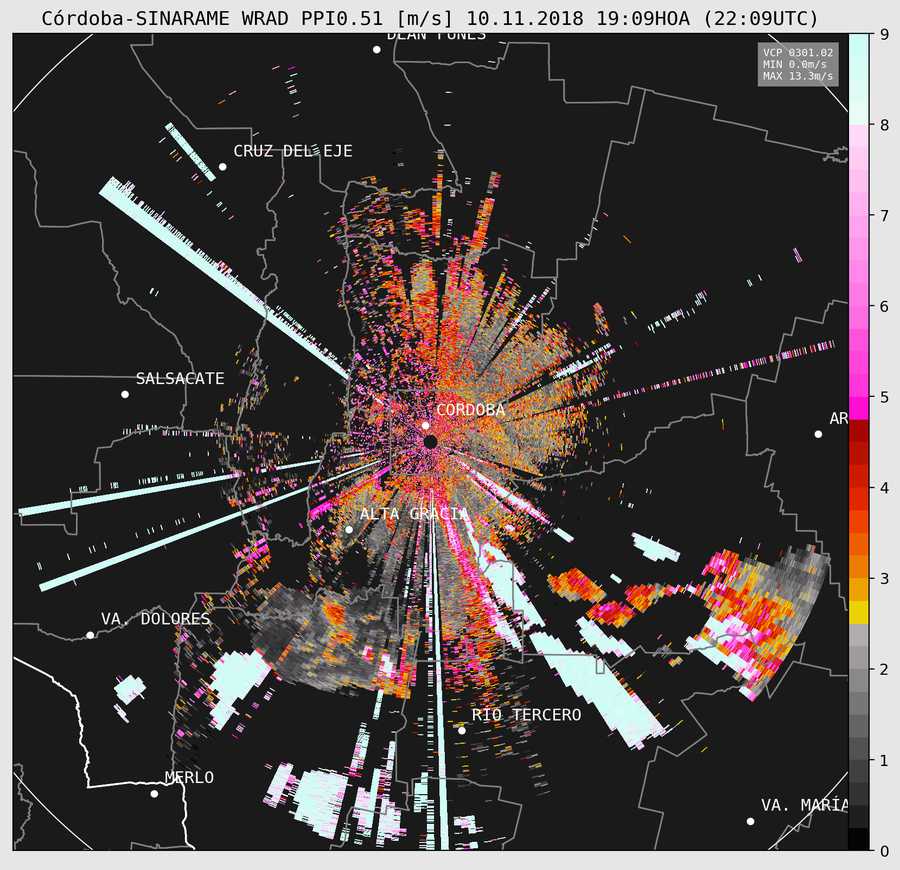 Córdoba-SINARAME WRAD PPI0.51 [m/s] 10.11.2018 19:09HOA (22:09UTC)
DEAN FUNES
VCP 0301.02
MIN 0.0m/s
MAX 13.3m/s
CRUZ DEL EJE
SALSACATE
CORDOBA
AR
ALTA GRACIA
VA. DOLORES
RIO TERCERO
MERLO
VA. MARÍA
9
8
7
6
5
4
3
2
1
0